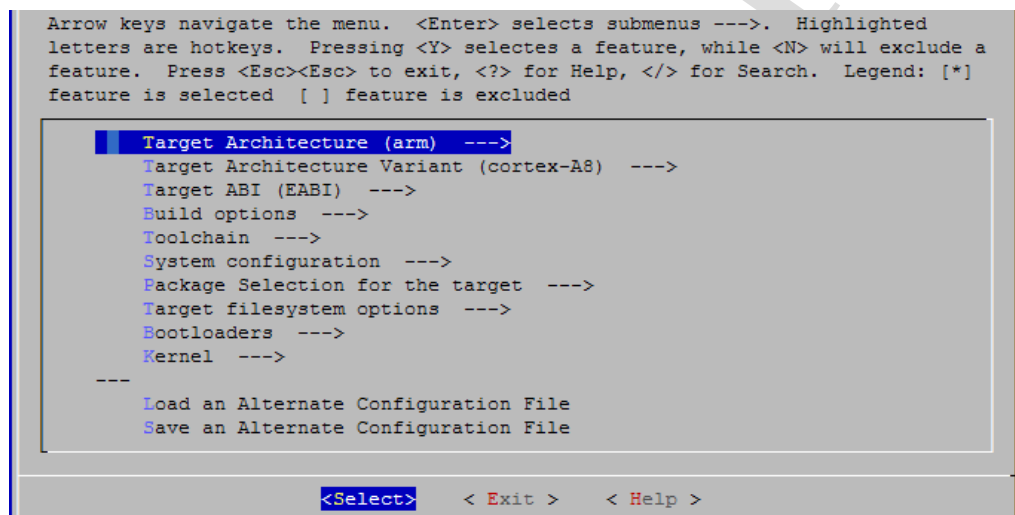 Arrow keys navigate the menu.  <Enter> selects submenus --->.  Highlighted
letters are hotkeys.  Pressing <Y> selectes a feature, while <N> will exclude a
feature.  Press <Esc><Esc> to exit, <?> for Help, </> for Search.  Legend: [*]
feature is selected  [ ] feature is excluded
Target Architecture (arm)  --->
Target Architecture Variant (cortex-A8)  --->
Target ABI (EABI)  --->
Build options  --->
Toolchain  --->
System configuration  --->
Package Selection for the target  --->
Target filesystem options  --->
Bootloaders  --->
Kernel  --->
---
Load an Alternate Configuration File
Save an Alternate Configuration File
<Select>    < Exit >    < Help >